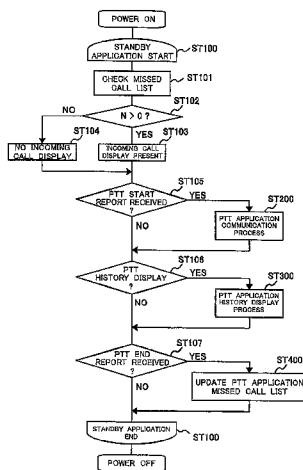 POWER ON
STANDBY
APPLICATION START
ST100
CHECK MISSED
CALL LIST
ST101
N > 0 ?
ST102
NO
YES
ST104
ST103
NO INCOMING
CALL DISPLAY
INCOMING CALL
DISPLAY PRESENT
PTT START
REPORT RECEIVED
?
ST105
YES
NO
ST200
PTT APPLICATION
COMMUNICATION
PROCESS
PTT
HISTORY DISPLAY
?
ST106
YES
NO
ST300
PTT APPLICATION
HISTORY DISPLAY
PROCESS
PTT END
REPORT RECEIVED
?
ST107
YES
NO
ST400
UPDATE PTT APPLICATION
MISSED CALL LIST
STANDBY APPLICATION
END
ST100
POWER OFF